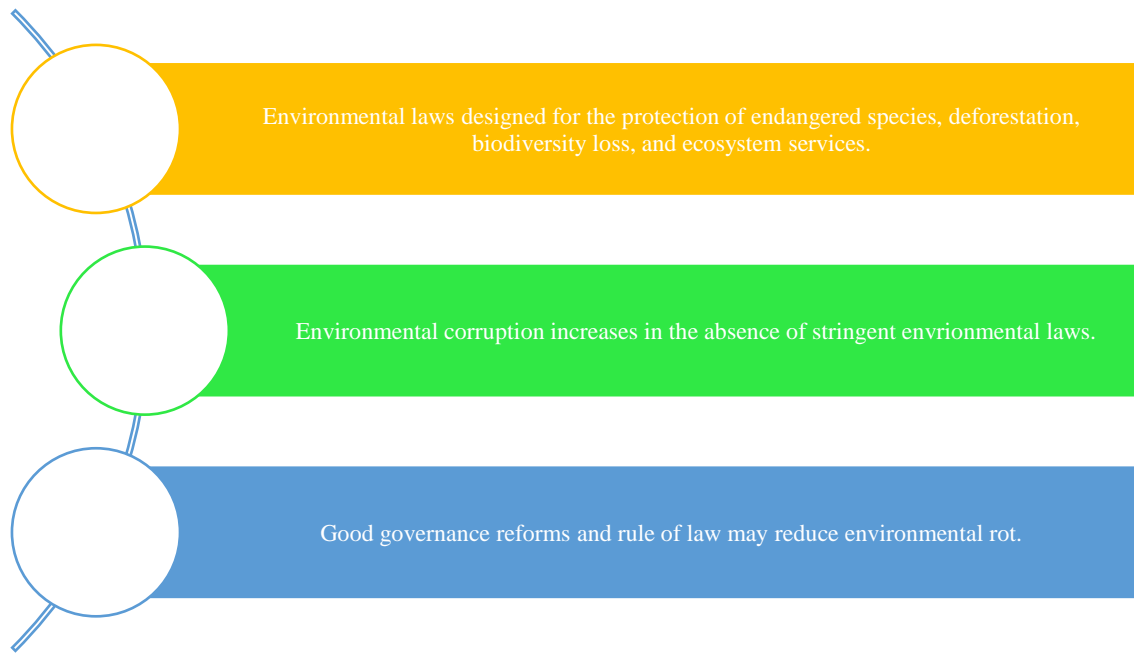 Environmental laws designed for the protection of endangered species, deforestation,
biodiversity loss, and ecosystem services.
Environmental corruption increases in the absence of stringent envrionmental laws.
Good governance reforms and rule of law may reduce environmental rot.